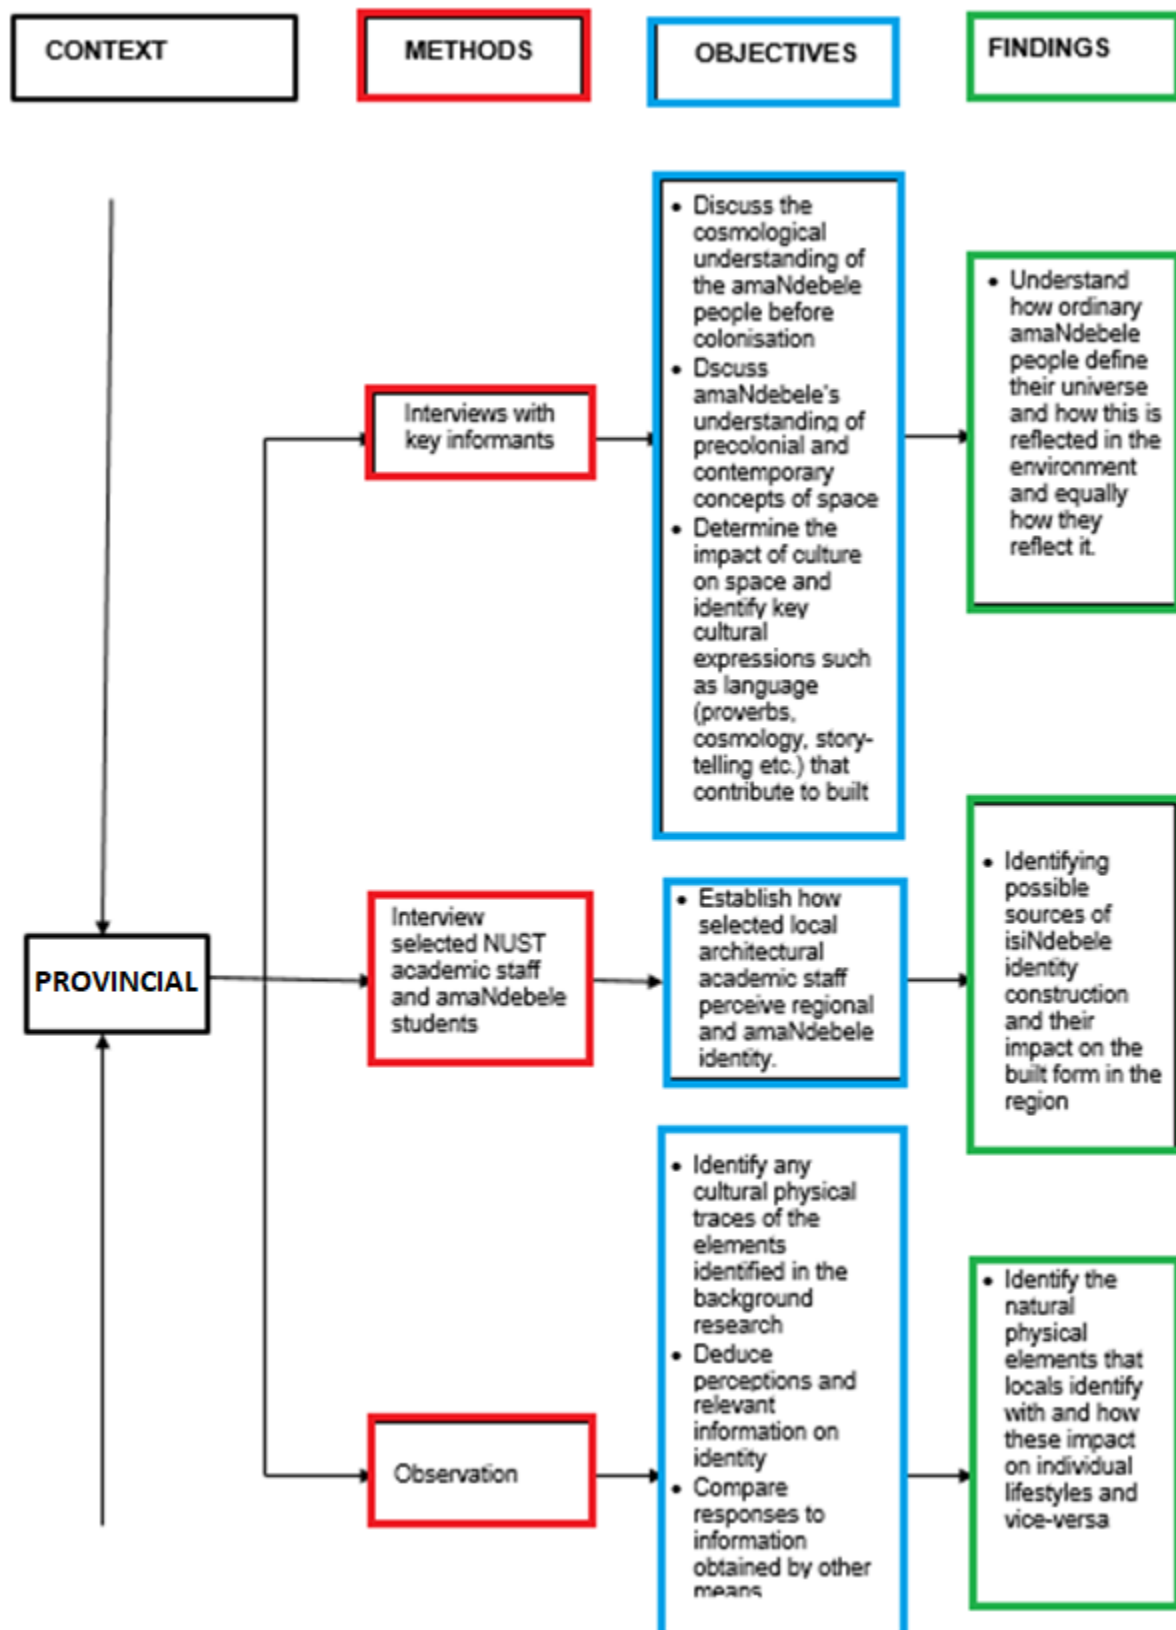 CONTEXT
METHODS
OBJECTIVES
FINDINGS
• Discuss the
cosmological
understanding of
the amaNdebele
people before
colonisation
• Dscuss
amaNdebele's
understanding of
precolonial and
contemporary
concepts of space
• Determine the
impact of culture
on space and
identify key
cultural
expressions such
as language
(proverbs,
cosmology, story-
telling etc.) that
contribute to built
• Understand
how ordinary
amaNdebele
people define
their universe
and how this is
reflected in the
environment
and equally
how they
reflect it.
Interviews with
key informants
PROVINCIAL
Interview
selected NUST
academic staff
and amaNdebele
students
• Establish how
selected local
architectural
academic staff
perceive regional
and amaNdebele
identity.
• Identifying
possible
sources of
isiNdebele
identity
construction
and their
impact on the
built form in the
region
Observation
• Identify any
cultural physical
traces of the
elements
identified in the
background
research
• Deduce
perceptions and
relevant
information on
identity
• Compare
responses to
information
obtained by other
means
• Identify the
natural
physical
elements that
locals identify
with and how
these impact
on individual
lifestyles and
vice-versa